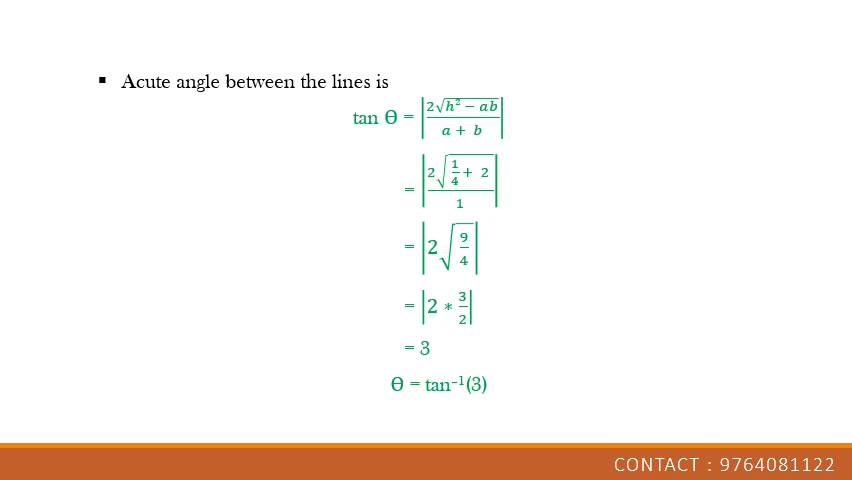 ▪ Acute angle between the lines is
tan Ɵ = |2√(h² − ab) / (a + b)|
= |2√(1/4 + 2) / 1|
= |2√(9/4)|
= |2 * 3/2|
= 3
Ɵ = tan⁻¹(3)
CONTACT : 9764081122